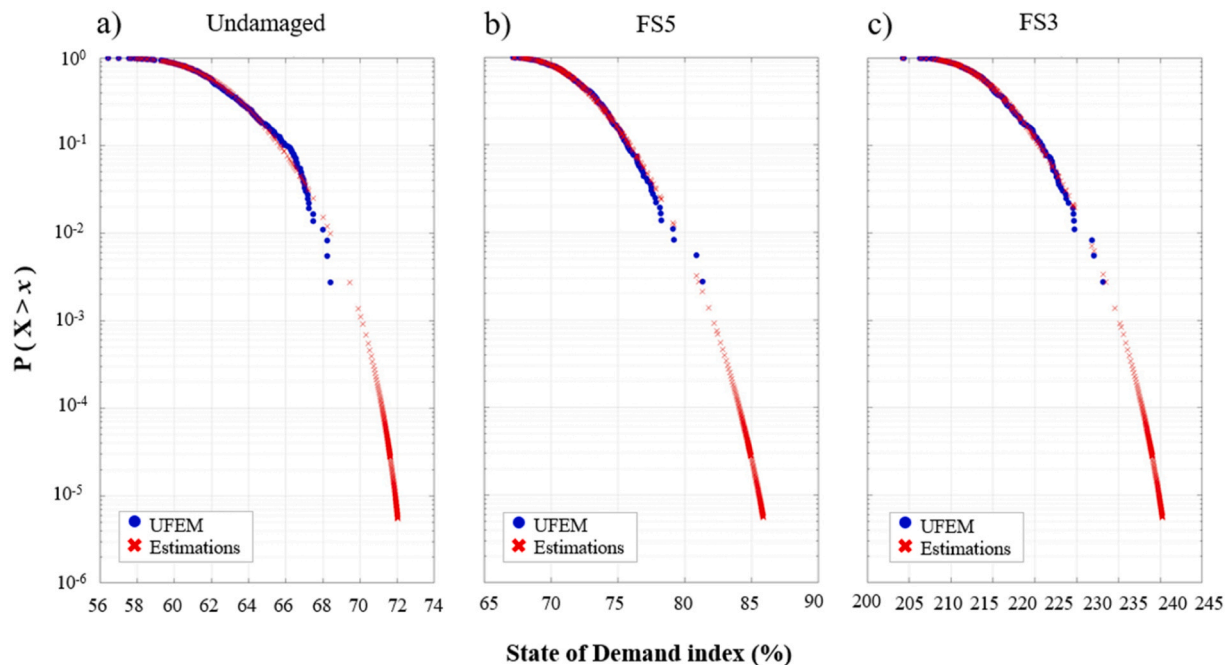 a) Undamaged
b) FS5
c) FS3
P ( X > x )
10⁰
10⁻¹
10⁻²
10⁻³
10⁻⁴
10⁻⁵
10⁻⁶
UFEM
Estimations
56 58 60 62 64 66 68 70 72 74
UFEM
Estimations
65 70 75 80 85 90
UFEM
Estimations
200 205 210 215 220 225 230 235 240 245
State of Demand index (%)